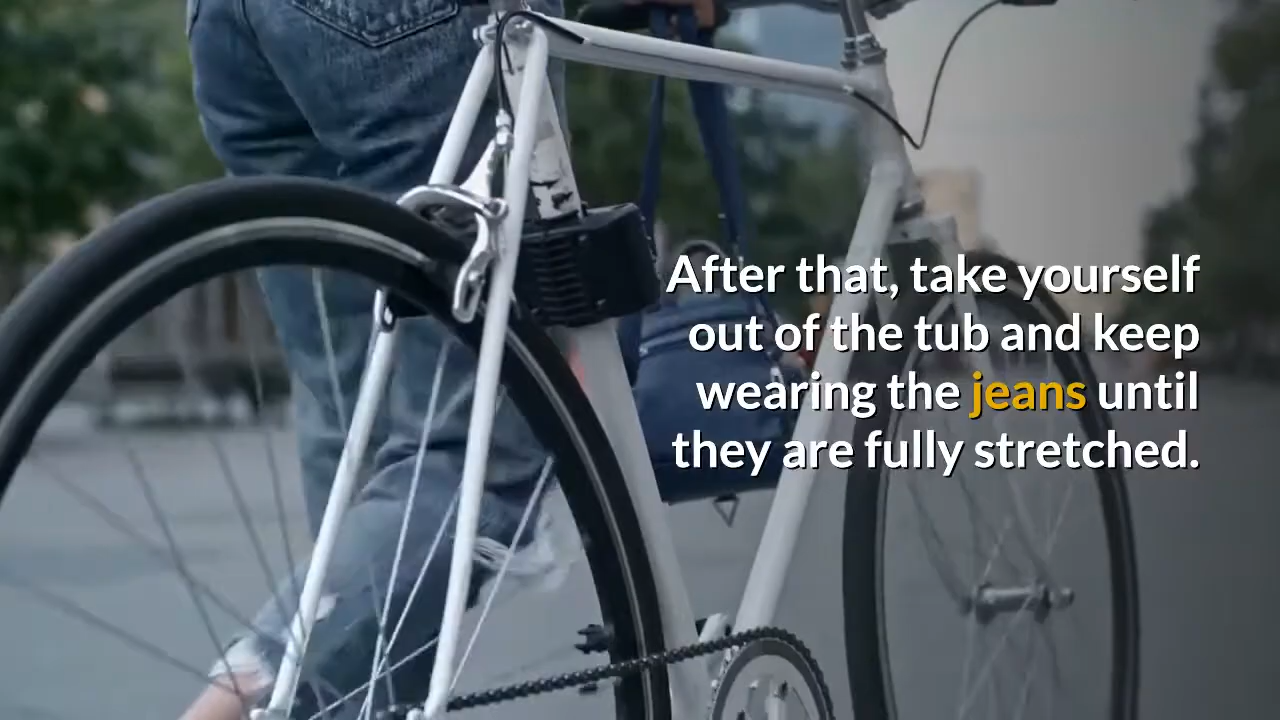 After that, take yourself
out of the tub and keep
wearing the jeans until
they are fully stretched.